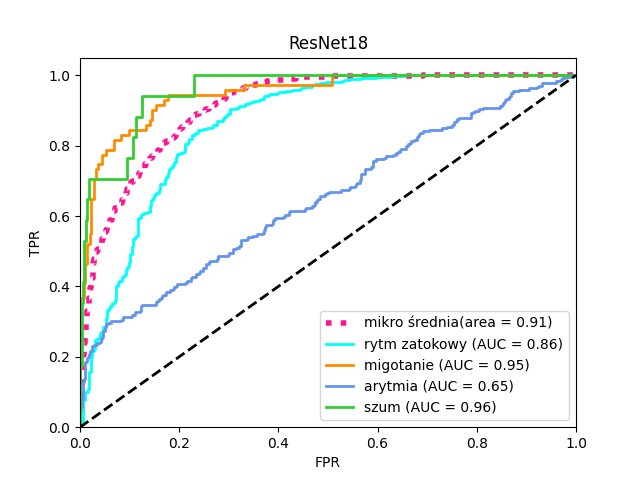 ResNet18
1.0
0.8
0.6
0.4
0.2
0.0
TPR
mikro średnia(area = 0.91)
rytm zatokowy (AUC = 0.86)
migotanie (AUC = 0.95)
arytmia (AUC = 0.65)
szum (AUC = 0.96)
0.0 0.2 0.4 0.6 0.8 1.0
FPR